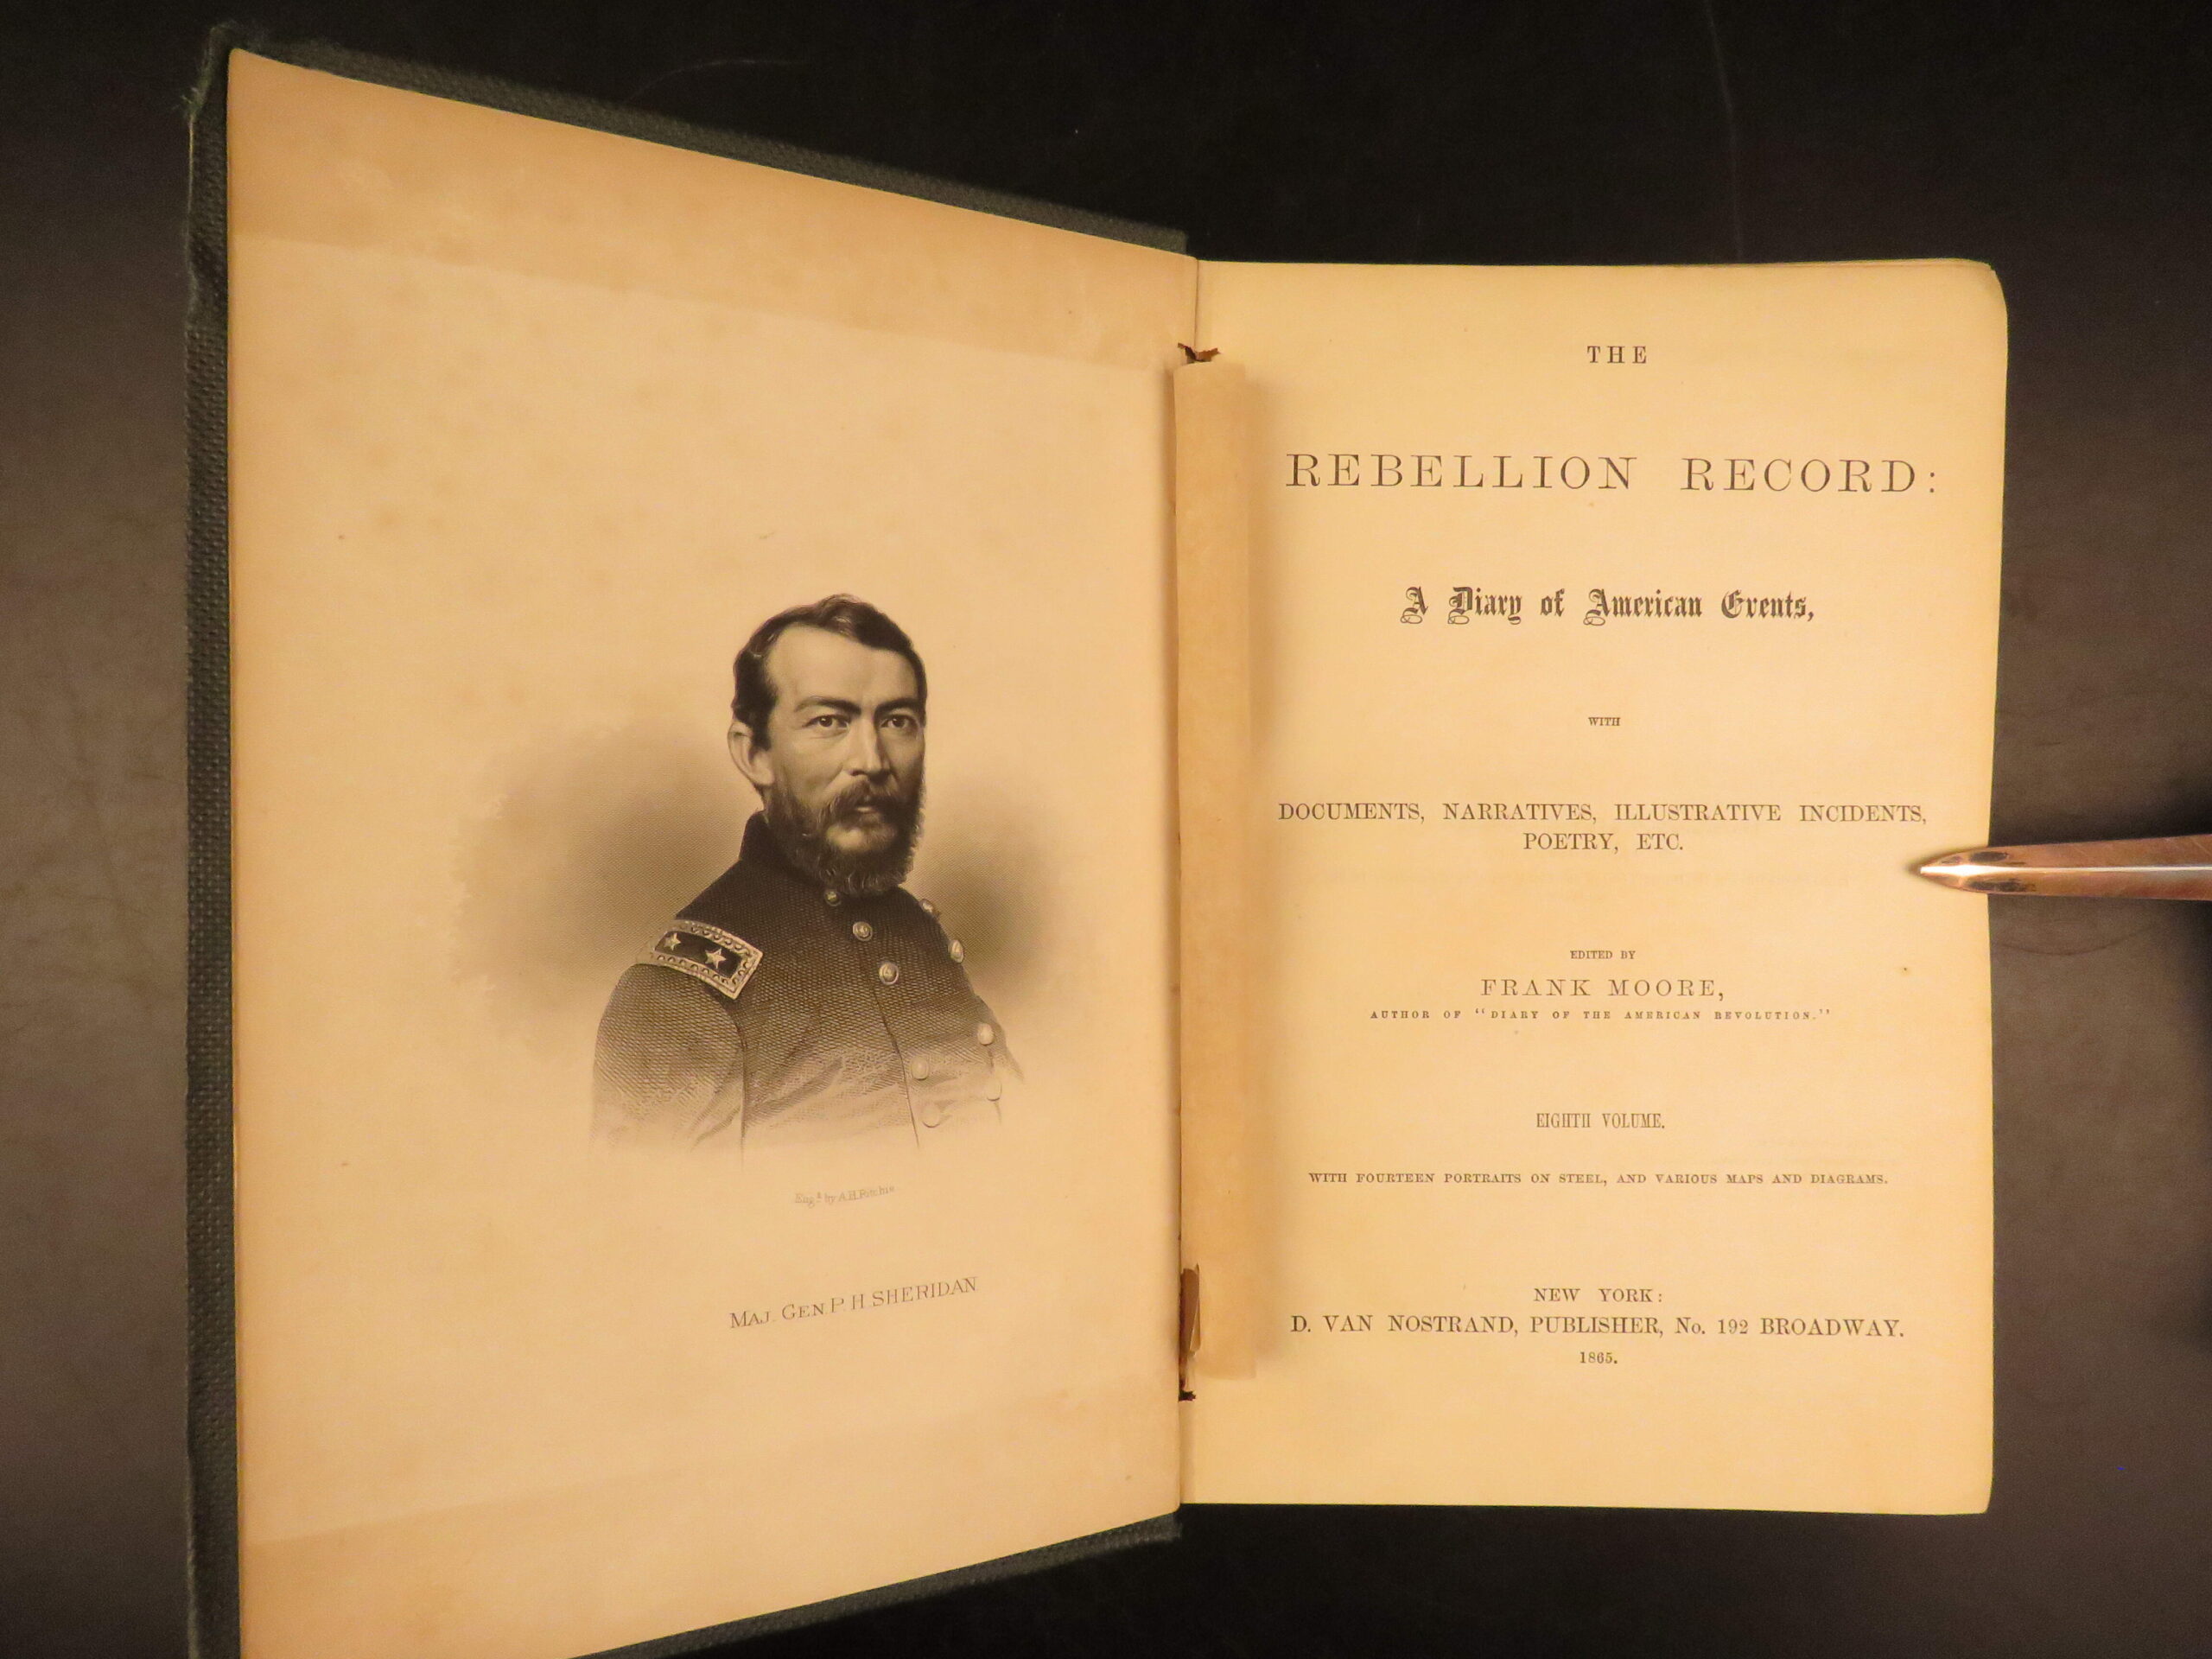 Engd by A.H. Ritchie
MAJ. GEN. P. H. SHERIDAN
THE
REBELLION RECORD:
A Diary of American Events,
WITH
DOCUMENTS, NARRATIVES, ILLUSTRATIVE INCIDENTS,
POETRY, ETC.
EDITED BY
FRANK MOORE,
AUTHOR OF "DIARY OF THE AMERICAN REVOLUTION."
EIGHTH VOLUME.
WITH FOURTEEN PORTRAITS ON STEEL, AND VARIOUS MAPS AND DIAGRAMS.
NEW YORK:
D. VAN NOSTRAND, PUBLISHER, No. 192 BROADWAY.
1865.